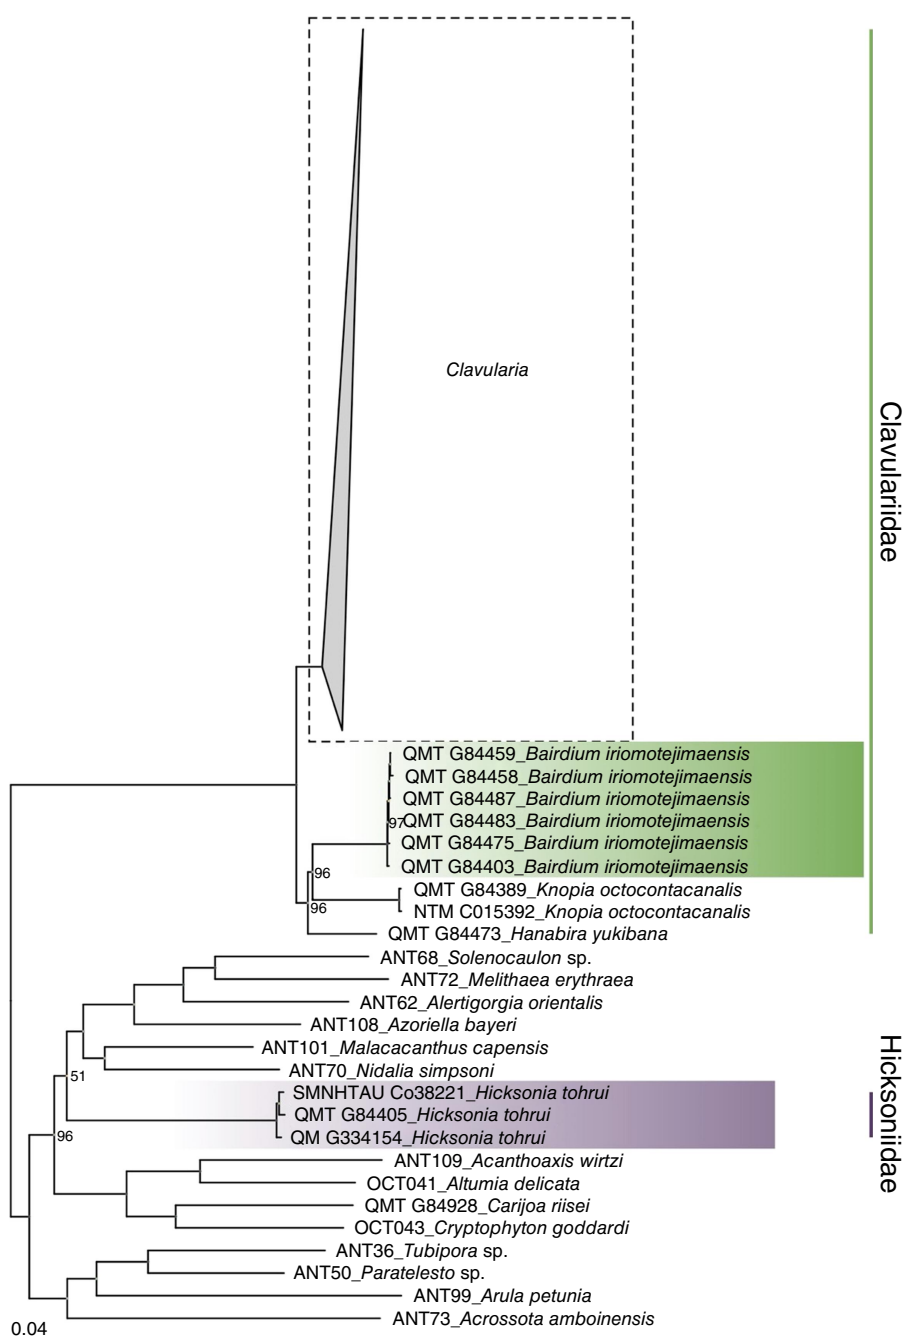 Clavularia
Clavulariidae
QMT G84459_Bairdium iriomotejimaensis
QMT G84458_Bairdium iriomotejimaensis
QMT G84487_Bairdium iriomotejimaensis
97
QMT G84483_Bairdium iriomotejimaensis
QMT G84475_Bairdium iriomotejimaensis
QMT G84403_Bairdium iriomotejimaensis
96
QMT G84389_Knopia octocontacanalis
96
NTM C015392_Knopia octocontacanalis
QMT G84473_Hanabira yukibana
ANT68_Solenocaulon sp.
ANT72_Melithaea erythraea
ANT62_Alertigorgia orientalis
ANT108_Azoriella bayeri
ANT101_Malacacanthus capensis
ANT70_Nidalia simpsoni
51
SMNHTAU Co38221_Hicksonia tohrui
QMT G84405_Hicksonia tohrui
96
QM G334154_Hicksonia tohrui
Hicksoniidae
ANT109_Acanthoaxis wirtzi
OCT041_Altumia delicata
QMT G84928_Carijoa riisei
OCT043_Cryptophyton goddardi
ANT36_Tubipora sp.
ANT50_Paratelesto sp.
ANT99_Arula petunia
ANT73_Acrossota amboinensis
0.04